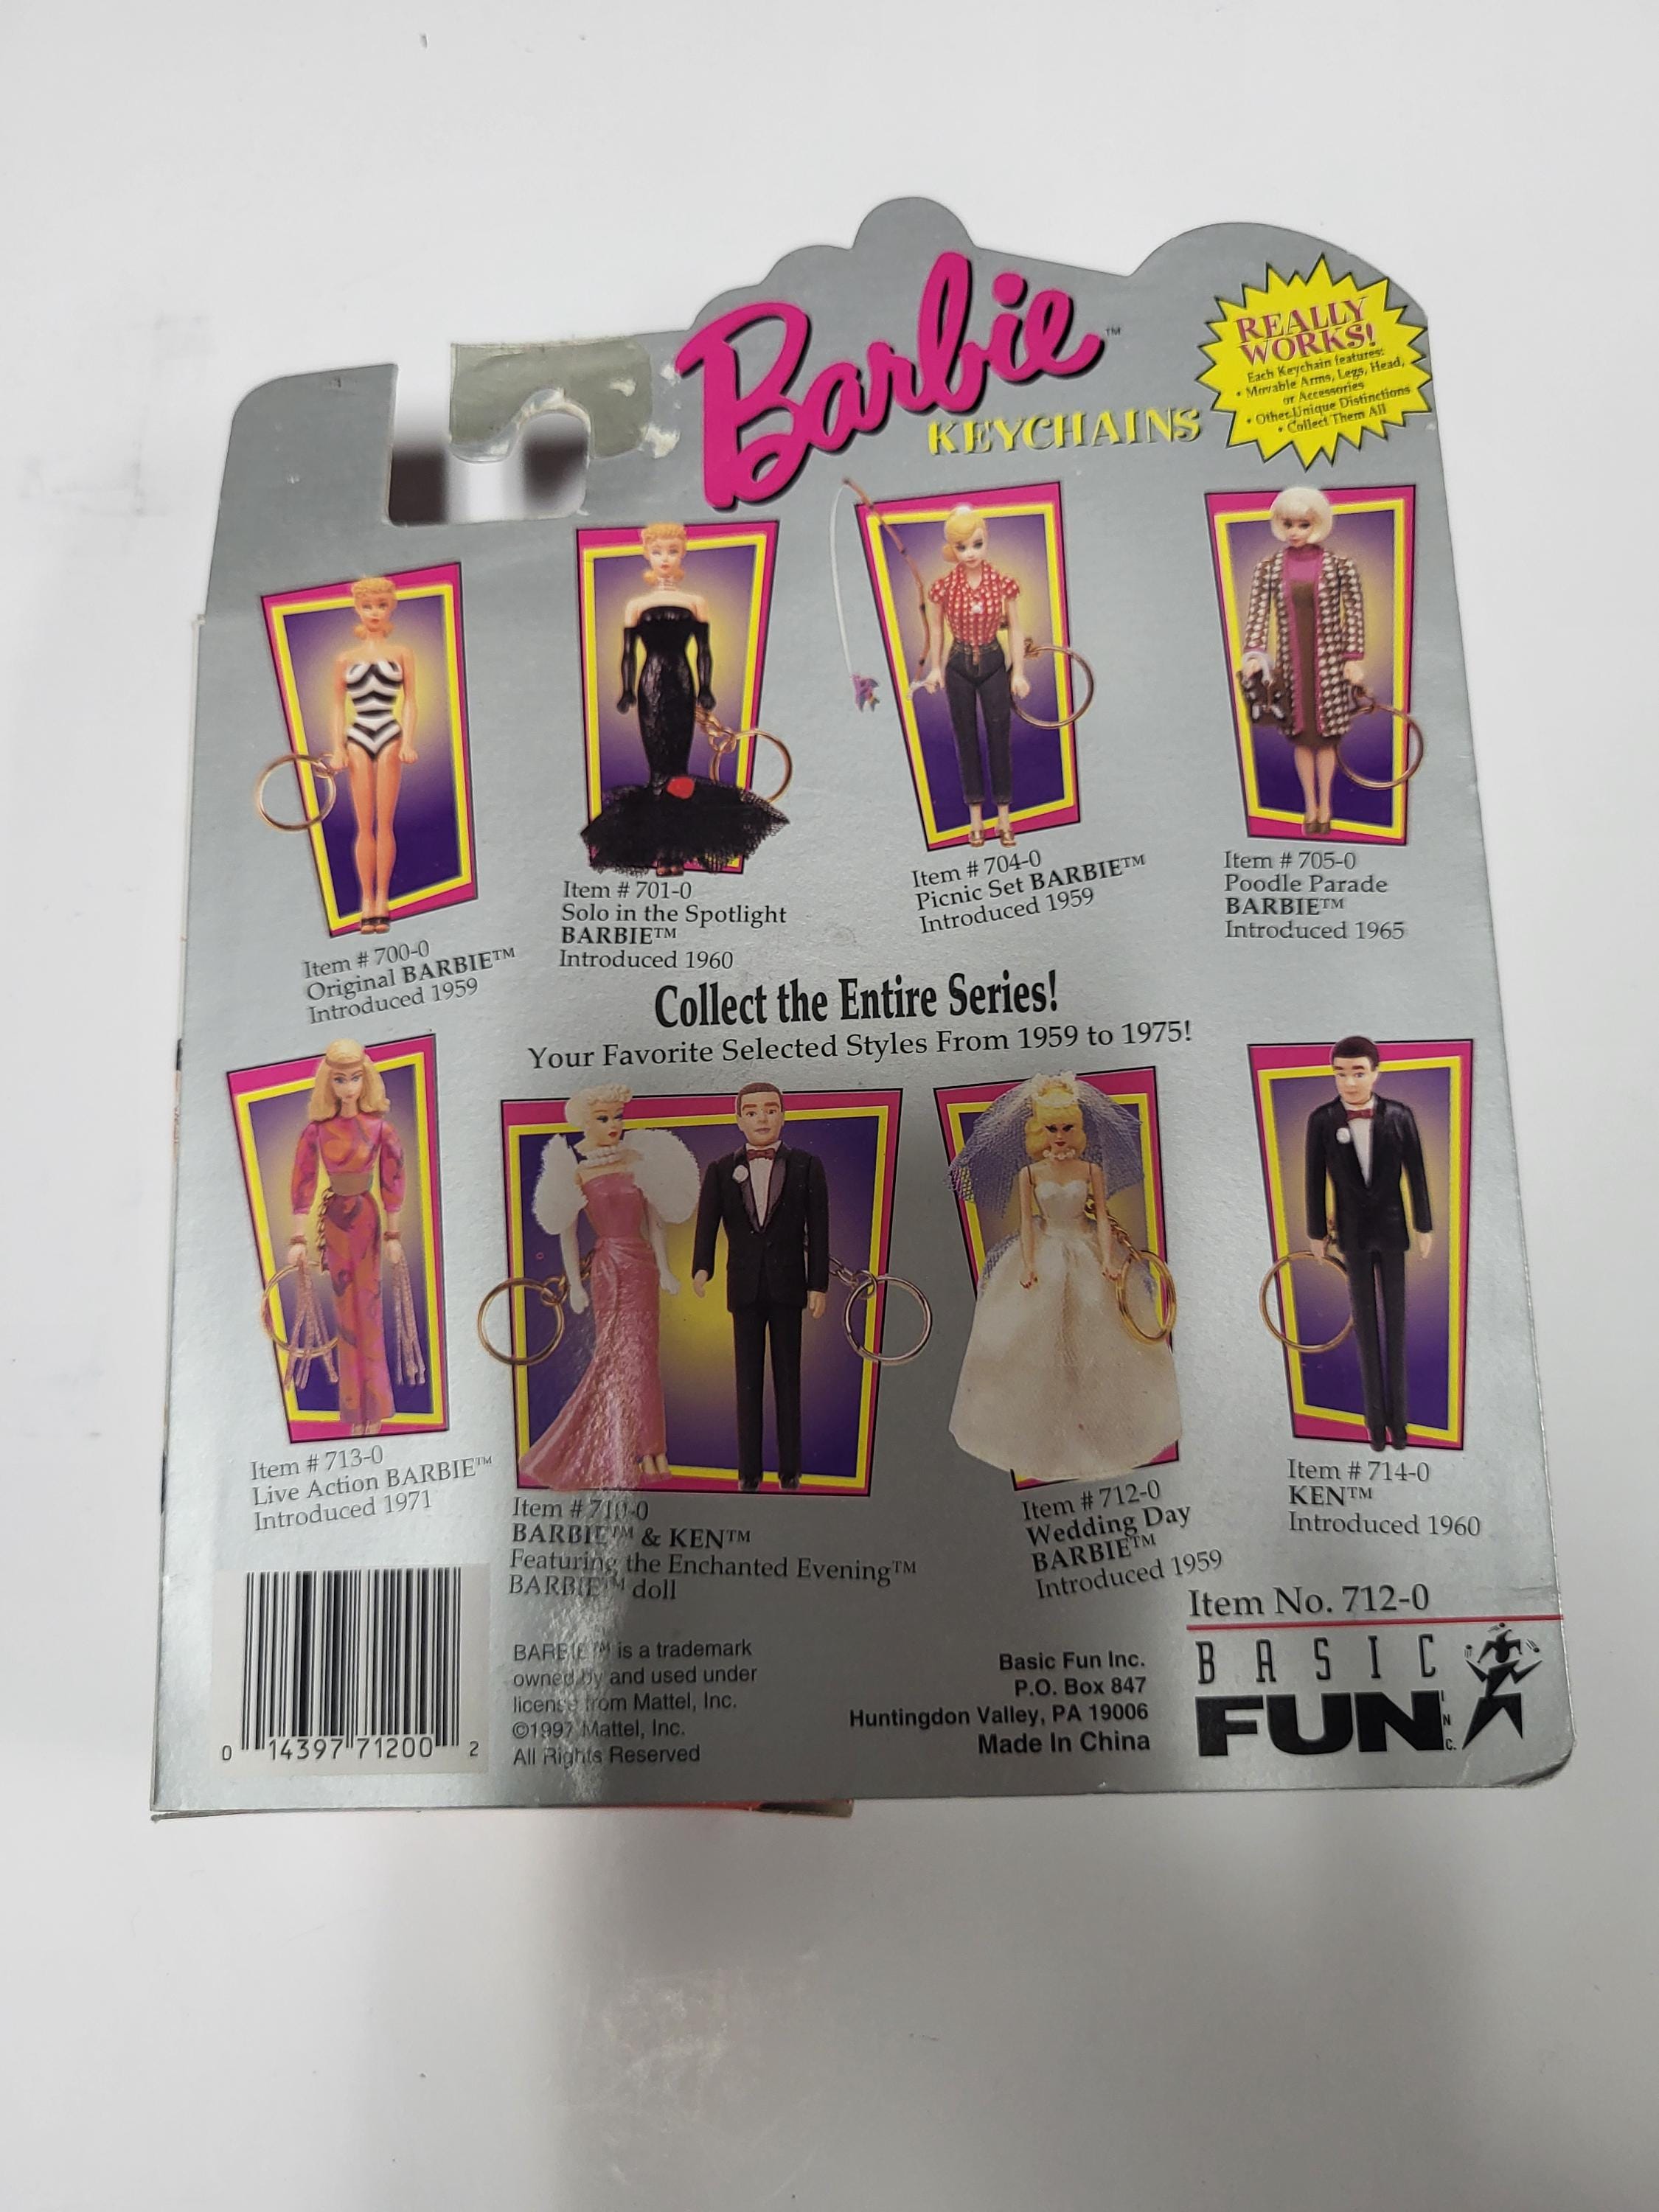 Barbie™
KEYCHAINS
REALLY
WORKS!
Each Keychain features:
• Movable Arms, Legs, Head,
or Accessories
• Other Unique Distinctions
• Collect Them All
Item # 700-0
Original BARBIE™
Introduced 1959
Item # 701-0
Solo in the Spotlight
BARBIE™
Introduced 1960
Item # 704-0
Picnic Set BARBIE™
Introduced 1959
Item # 705-0
Poodle Parade
BARBIE™
Introduced 1965
Collect the Entire Series!
Your Favorite Selected Styles From 1959 to 1975!
Item # 713-0
Live Action BARBIE™
Introduced 1971
Item # 710-0
BARBIE™ & KEN™
Featuring the Enchanted Evening™
BARBIE™ doll
Item # 712-0
Wedding Day
BARBIE™
Introduced 1959
Item # 714-0
KEN™
Introduced 1960
0 14397 71200 2
BARBIE™ is a trademark
owned by and used under
license from Mattel, Inc.
©1997 Mattel, Inc.
All Rights Reserved
Basic Fun Inc.
P.O. Box 847
Huntingdon Valley, PA 19006
Made In China
Item No. 712-0
BASIC
FUN INC.